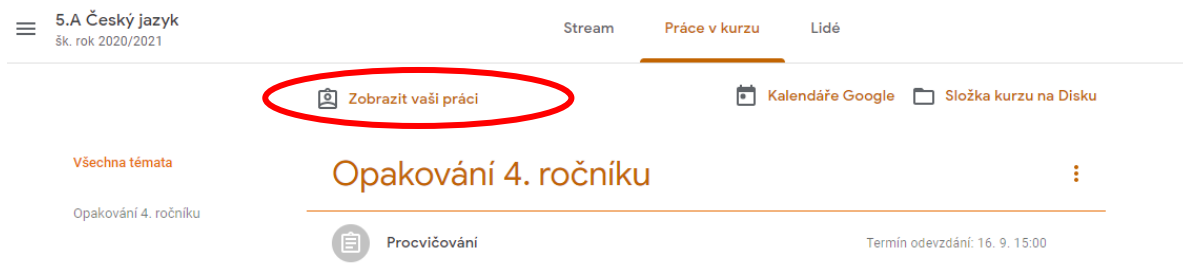 5.A Český jazyk
šk. rok 2020/2021
Stream Práce v kurzu Lidé
Zobrazit vaši práci
Kalendáře Google Složka kurzu na Disku
Všechna témata
Opakování 4. ročníku
Opakování 4. ročníku
Procvičování
Termín odevzdání: 16. 9. 15:00